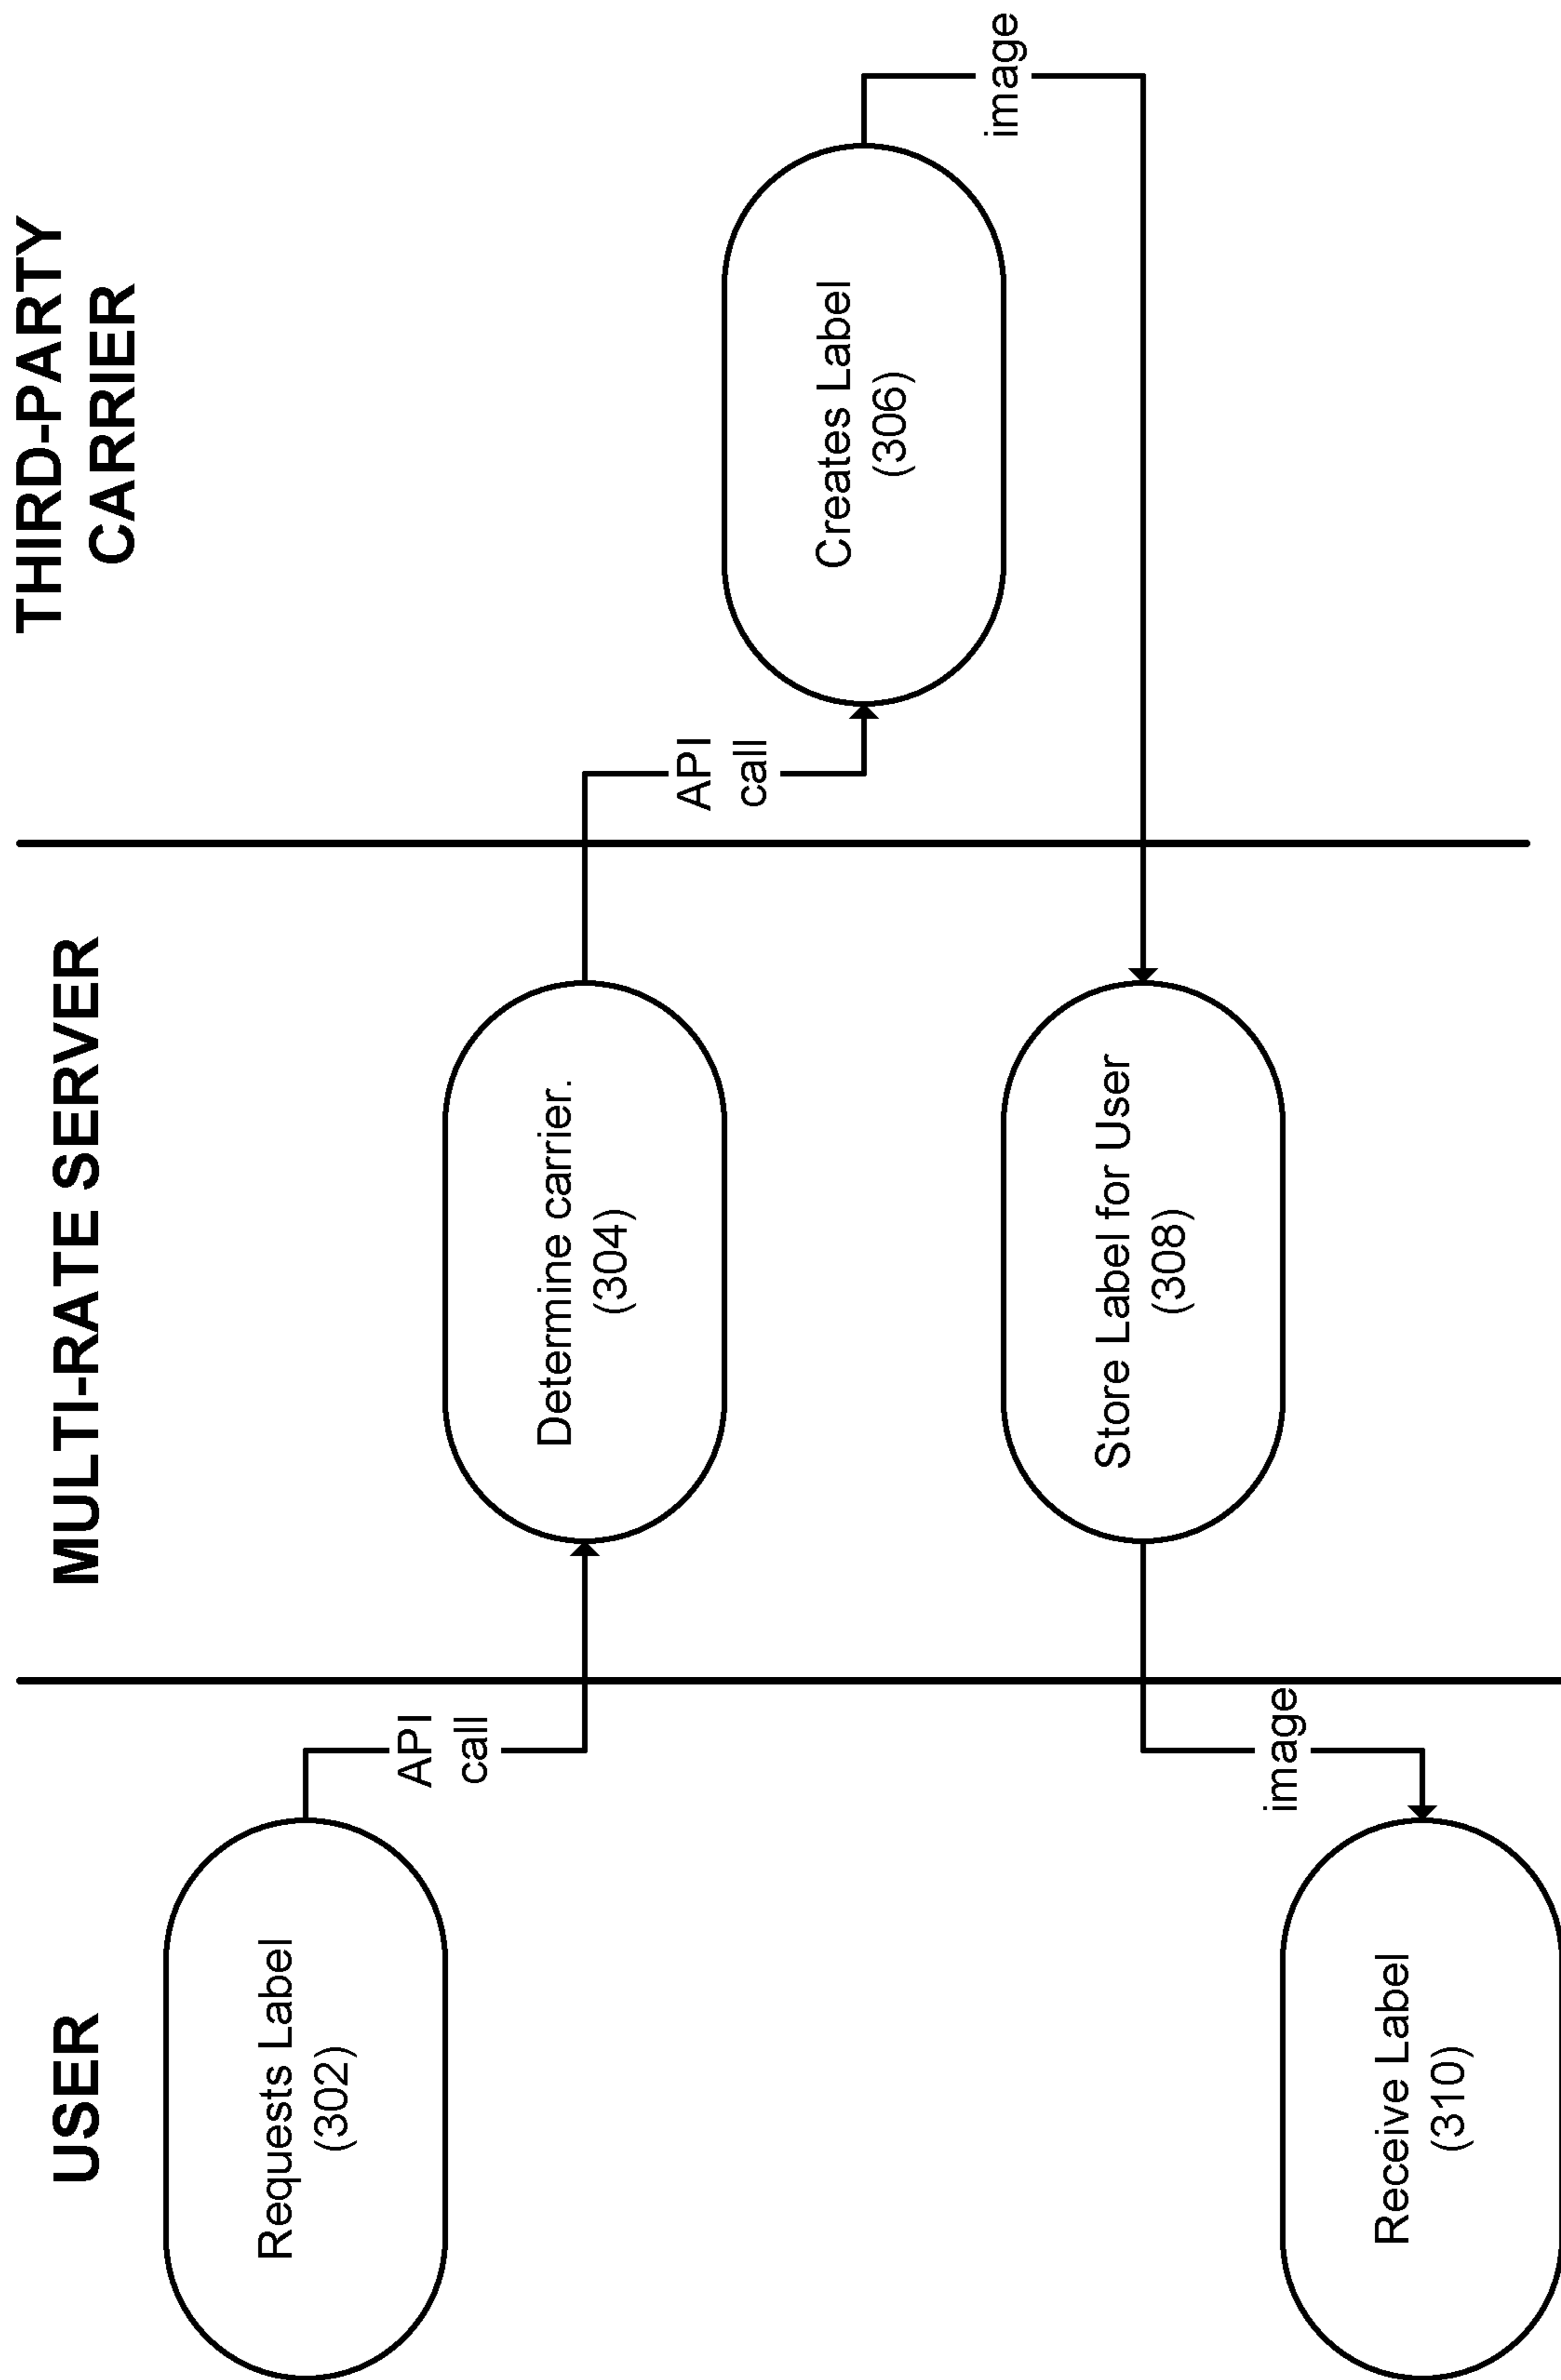 USER
MULTI-RATE SERVER
THIRD-PARTY
CARRIER
Requests Label
(302)
API
call
Determine carrier.
(304)
API
call
Creates Label
(306)
image
Store Label for User
(308)
image
Receive Label
(310)